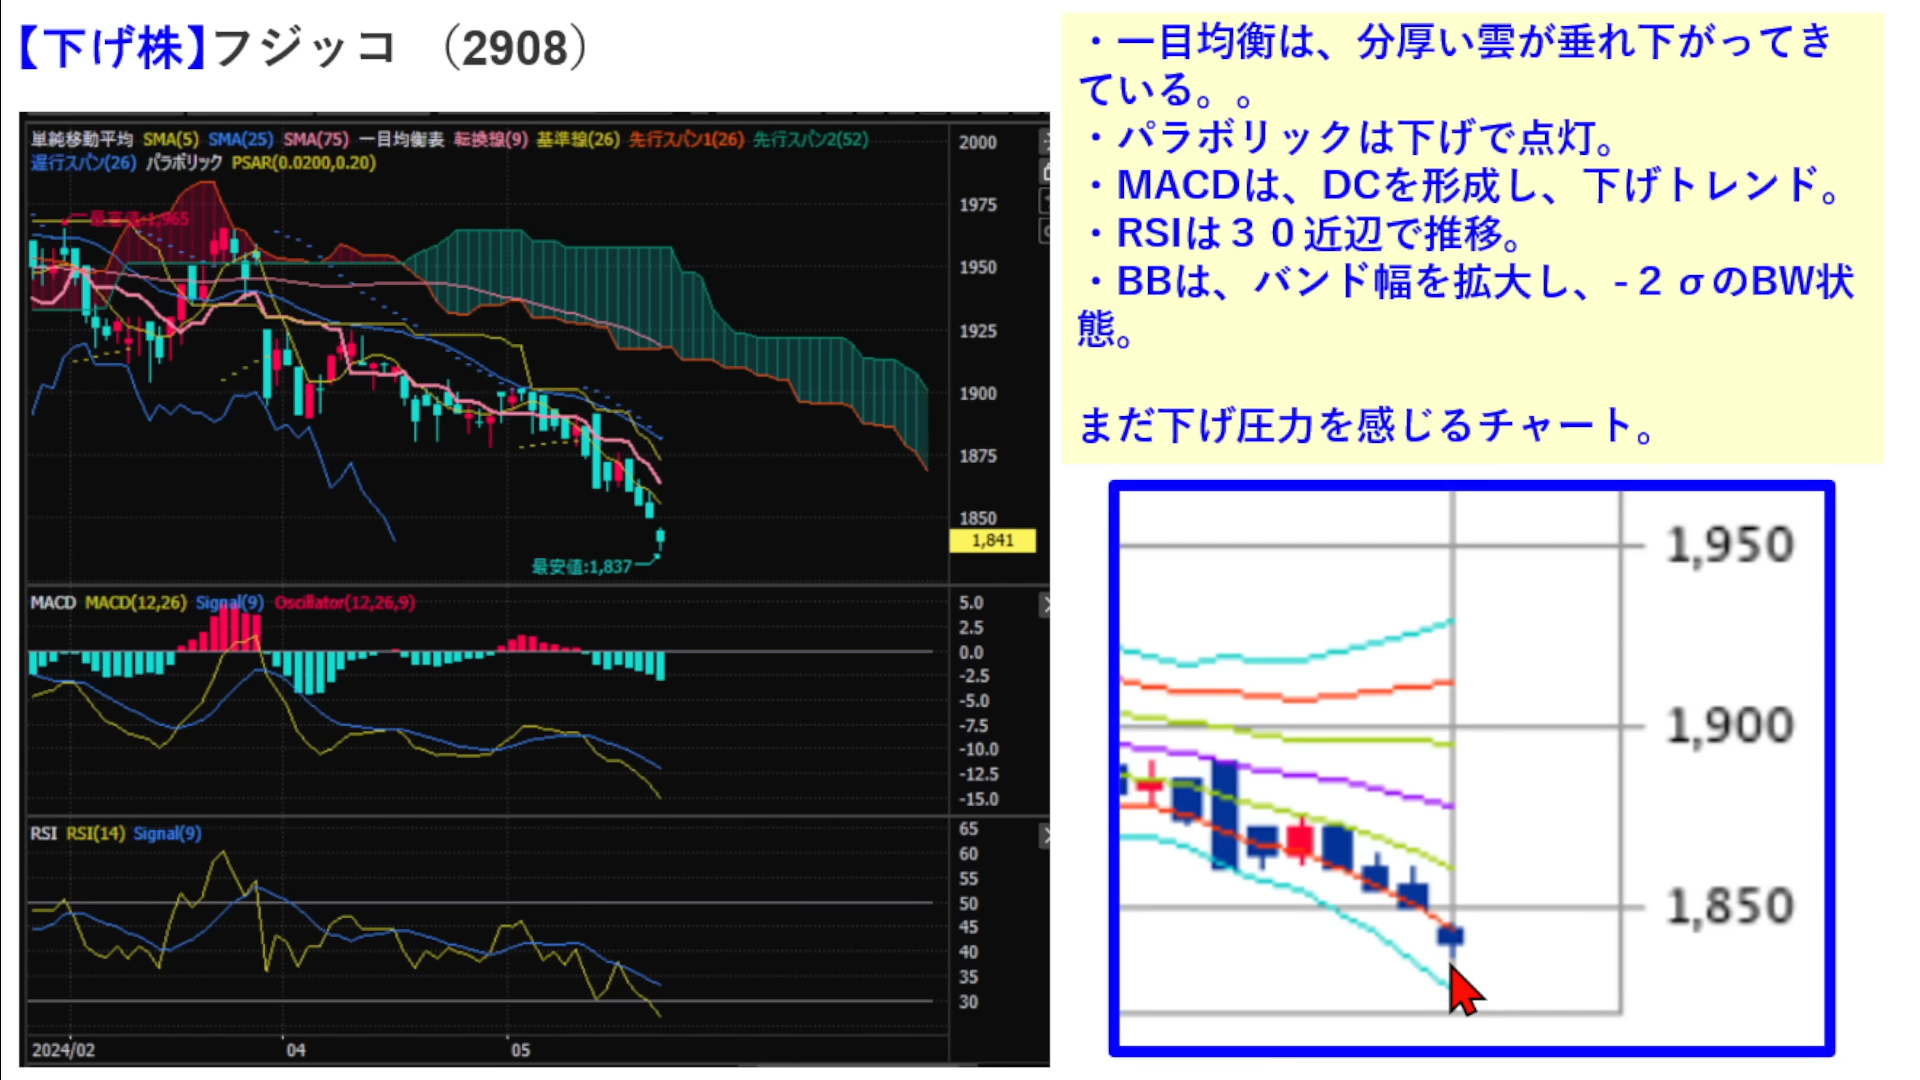 【下げ株】フジッコ （2908）
・一目均衡は、分厚い雲が垂れ下がってき
ている。。
・パラボリックは下げで点灯。
・MACDは、DCを形成し、下げトレンド。
・RSIは３０近辺で推移。
・BBは、バンド幅を拡大し、-２σのBW状
態。
まだ下げ圧力を感じるチャート。
単純移動平均 SMA(5) SMA(25) SMA(75) 一目均衡表 転換線(9) 基準線(26) 先行スパン1(26) 先行スパン2(52)
遅行スパン(26) パラボリック PSAR(0.0200,0.20)
最高値:1,965
2000
1975
1950
1925
1900
1875
1850
1,841
最安値:1,837
MACD MACD(12,26) Signal(9) Oscillator(12,26,9)
5.0
2.5
0.0
-2.5
-5.0
-7.5
-10.0
-12.5
-15.0
RSI RSI(14) Signal(9)
65
60
55
50
45
40
35
30
2024/02 04 05
1,950
1,900
1,850